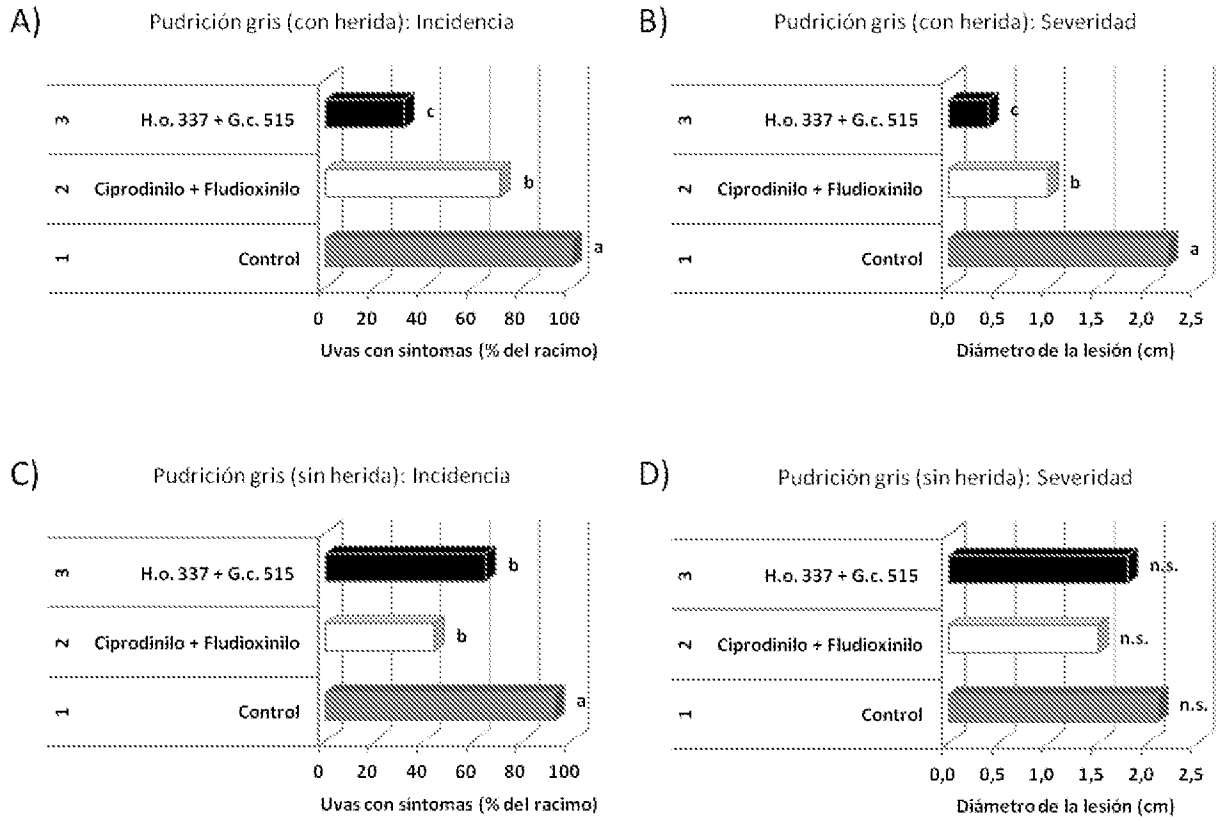 A)
Pudrición gris (con herida): Incidencia
3
H.o. 337 + G.c. 515
c
2
Ciprodinilo + Fludioxinilo
b
1
Control
a
0 20 40 60 80 100
Uvas con síntomas (% del racimo)
B)
Pudrición gris (con herida): Severidad
3
H.o. 337 + G.c. 515
c
2
Ciprodinilo + Fludioxinilo
b
1
Control
a
0,0 0,5 1,0 1,5 2,0 2,5
Diámetro de la lesión (cm)
C)
Pudrición gris (sin herida): Incidencia
3
H.o. 337 + G.c. 515
b
2
Ciprodinilo + Fludioxinilo
b
1
Control
a
0 20 40 60 80 100
Uvas con síntomas (% del racimo)
D)
Pudrición gris (sin herida): Severidad
3
H.o. 337 + G.c. 515
n.s.
2
Ciprodinilo + Fludioxinilo
n.s.
1
Control
n.s.
0,0 0,5 1,0 1,5 2,0 2,5
Diámetro de la lesión (cm)